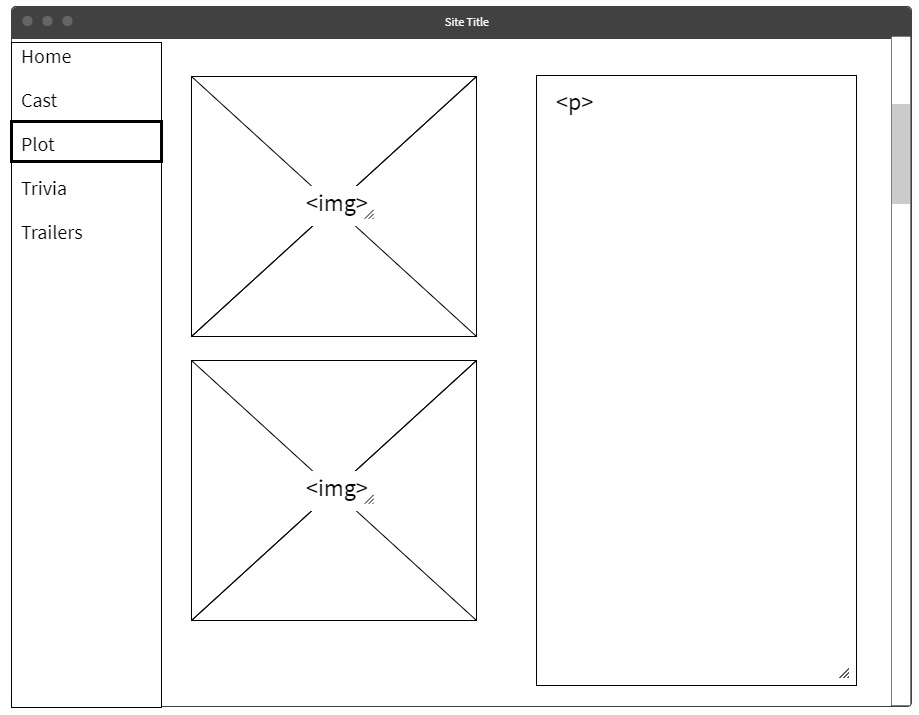 Site Title
Home
Cast
Plot
Trivia
Trailers
<img>
<img>
<p>